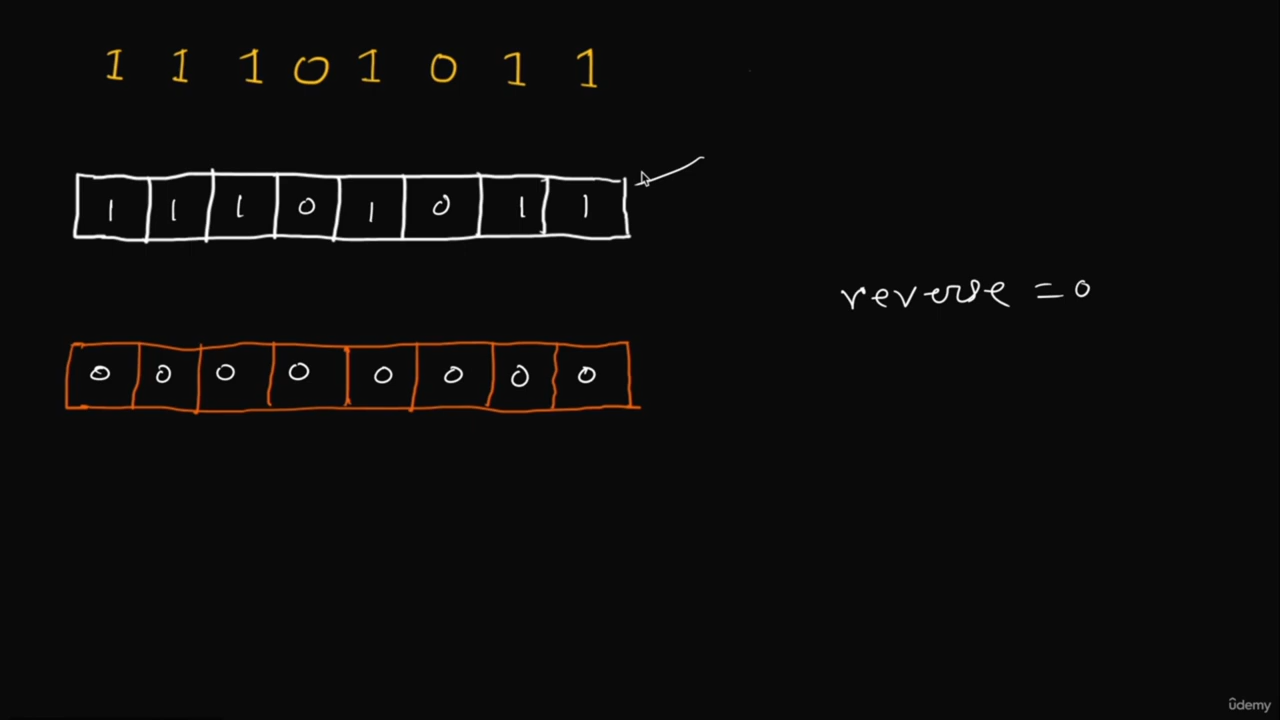 1 1 1 0 1 0 1 1
1 1 1 0 1 0 1 1
reverse = 0
0 0 0 0 0 0 0 0
ûdemy